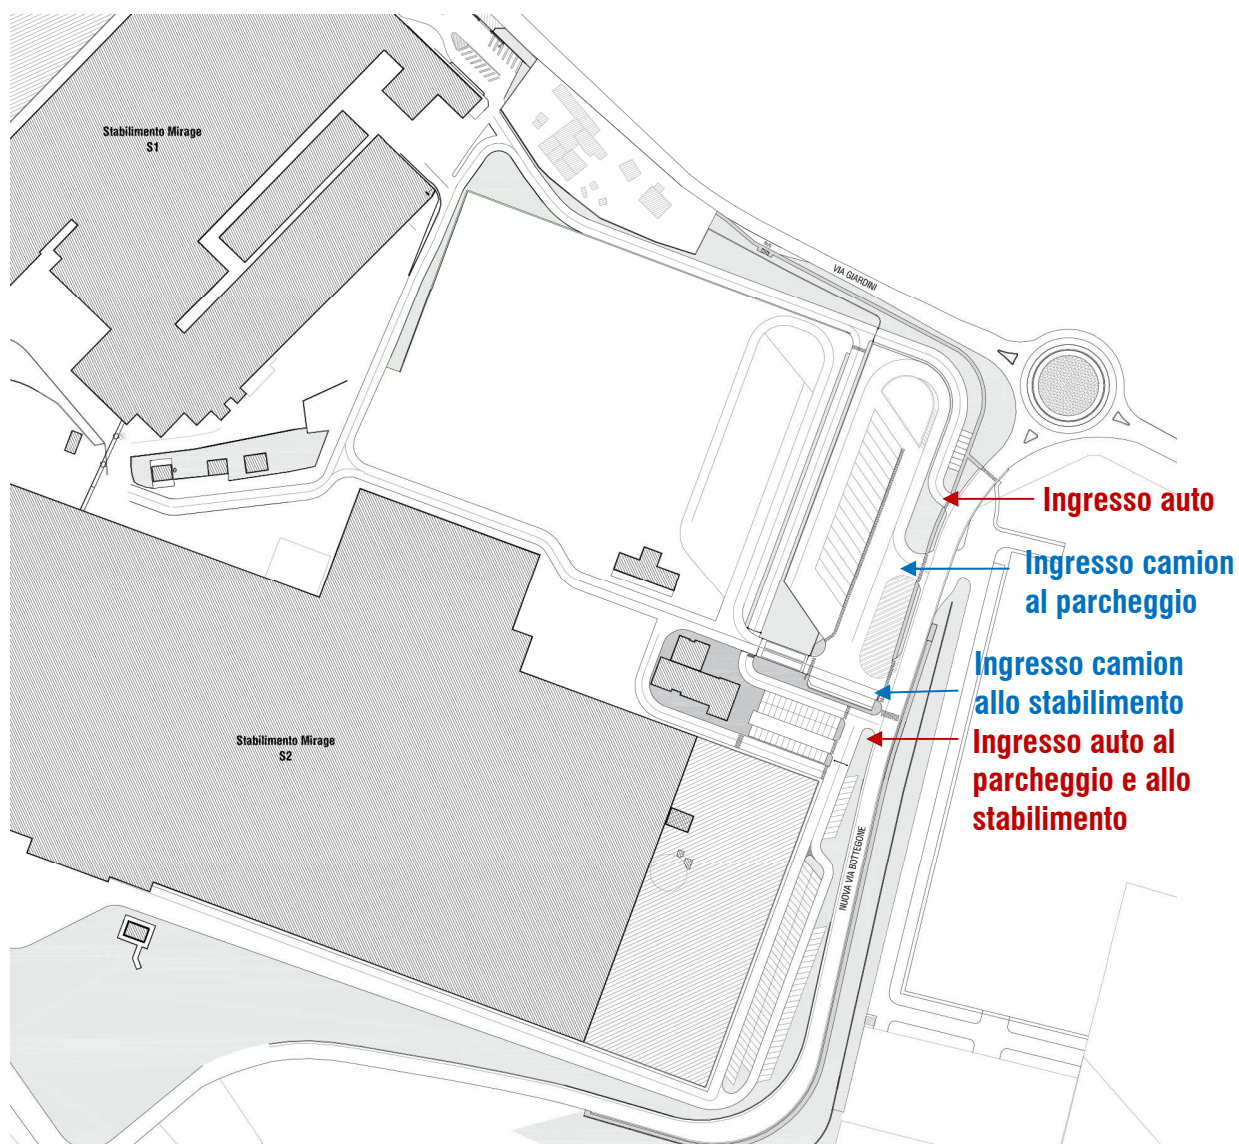 Stabilimento Mirage
S1
VIA GIARDINI
Ingresso auto
Ingresso camion
al parcheggio
Ingresso camion
allo stabilimento
Ingresso auto al
parcheggio e allo
stabilimento
Stabilimento Mirage
S2
NUOVA VIA BOTTEGONE